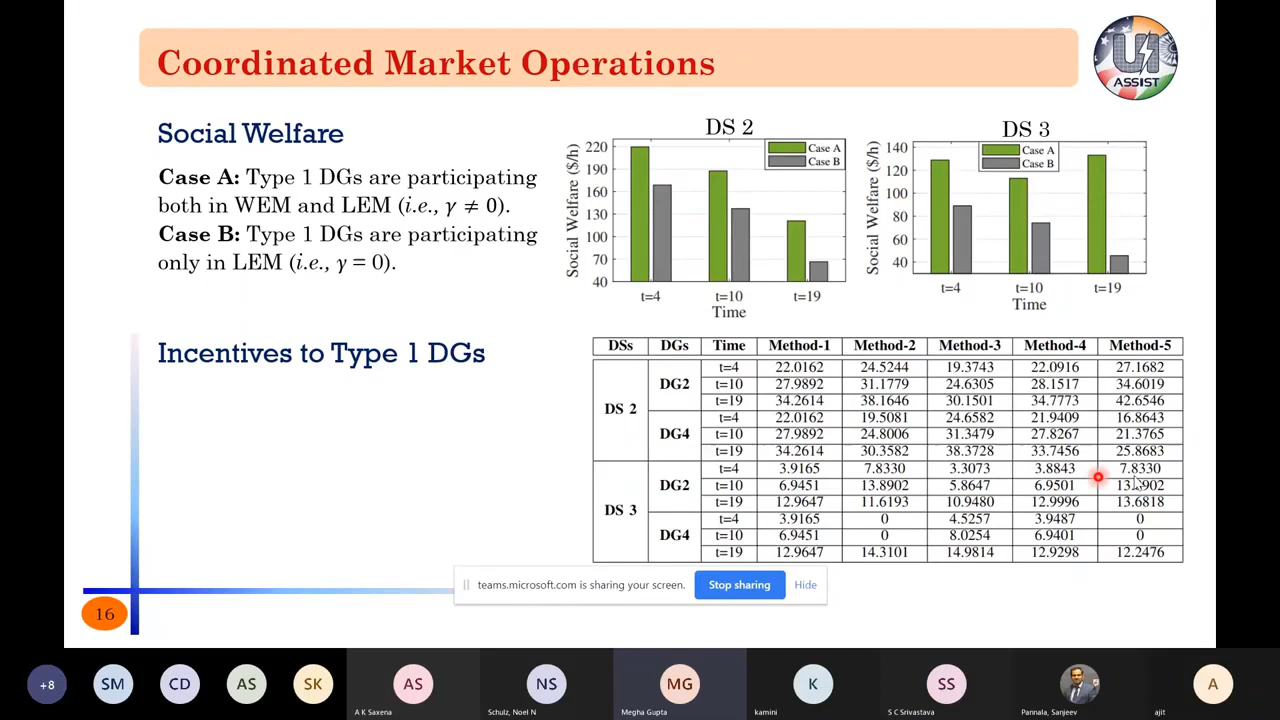 Coordinated Market Operations
UI
ASSIST
Social Welfare
Case A: Type 1 DGs are participating
both in WEM and LEM (i.e., γ ≠ 0).
Case B: Type 1 DGs are participating
only in LEM (i.e., γ = 0).
DS 2
Social Welfare ($/h)
220
190
160
130
100
70
40
Case A
Case B
t=4 t=10 t=19
Time
DS 3
Social Welfare ($/h)
140
120
100
80
60
40
Case A
Case B
t=4 t=10 t=19
Time
Incentives to Type 1 DGs
DSs DGs Time Method-1 Method-2 Method-3 Method-4 Method-5
DS 2 DG2 t=4 22.0162 24.5244 19.3743 22.0916 27.1682
t=10 27.9892 31.1779 24.6305 28.1517 34.6019
t=19 34.2614 38.1646 30.1501 34.7773 42.6546
DG4 t=4 22.0162 19.5081 24.6582 21.9409 16.8643
t=10 27.9892 24.8006 31.3479 27.8267 21.3765
t=19 34.2614 30.3582 38.3728 33.7456 25.8683
DS 3 DG2 t=4 3.9165 7.8330 3.3073 3.8843 7.8330
t=10 6.9451 13.8902 5.8647 6.9501 13.8902
t=19 12.9647 11.6193 10.9480 12.9996 13.6818
DG4 t=4 3.9165 0 4.5257 3.9487 0
t=10 6.9451 0 8.0254 6.9401 0
t=19 12.9647 14.3101 14.9814 12.9298 12.2476
teams.microsoft.com is sharing your screen. Stop sharing Hide
16
+8 SM CD AS SK AS NS MG K SS A
A K Saxena Schulz, Noel N Megha Gupta kamini S C Srivastava Pannala, Sanjeev ajit